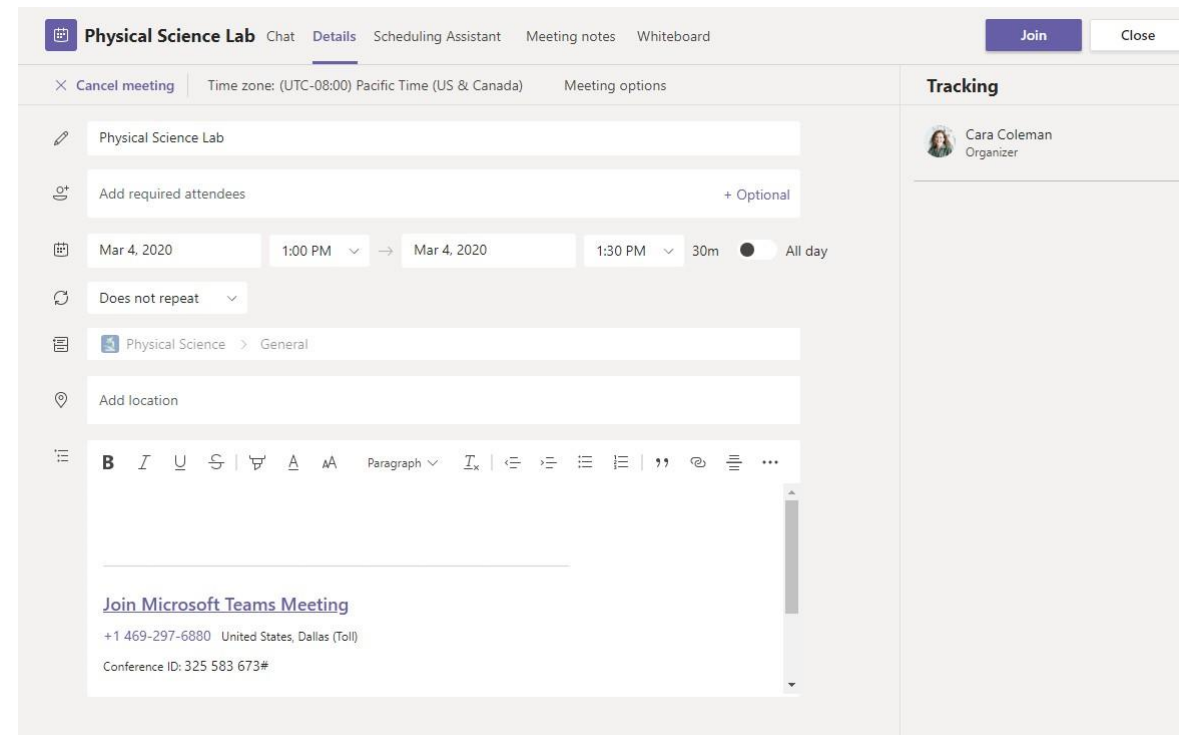 Physical Science Lab Chat Details Scheduling Assistant Meeting notes Whiteboard Join Close
Cancel meeting Time zone: (UTC-08:00) Pacific Time (US & Canada) Meeting options Tracking
Physical Science Lab
Cara Coleman
Organizer
Add required attendees + Optional
Mar 4, 2020 1:00 PM → Mar 4, 2020 1:30 PM 30m All day
Does not repeat
Physical Science > General
Add location
B I U S A AA Paragraph Tx
Join Microsoft Teams Meeting
+1 469-297-6880 United States, Dallas (Toll)
Conference ID: 325 583 673#